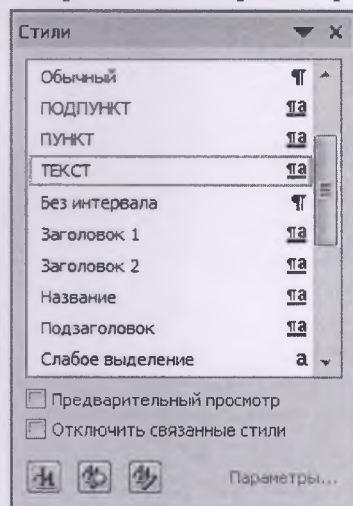 Стили
Обычный ¶
ПОДПУНКТ ¶a
ПУНКТ ¶a
ТЕКСТ ¶a
Без интервала ¶
Заголовок 1 ¶a
Заголовок 2 ¶a
Название ¶a
Подзаголовок ¶a
Слабое выделение a
Предварительный просмотр
Отключить связанные стили
Параметры...